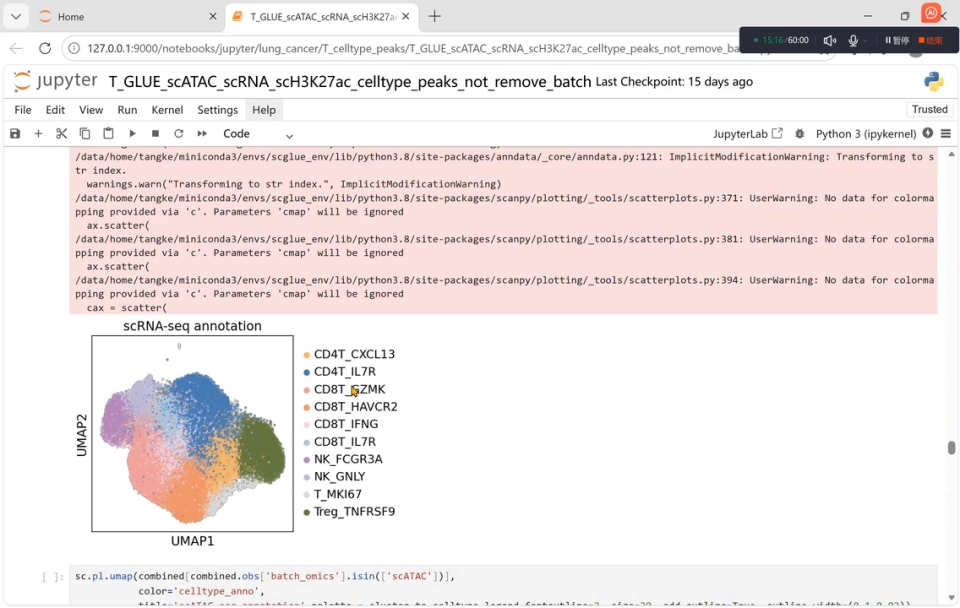 Home
T_GLUE_scATAC_scRNA_scH3K27a
127.0.0.1:9000/notebooks/jupyter/lung_cancer/T_celltype_peaks/T_GLUE_scATAC_scRNA_scH3K27ac_celltype_peaks_not_remove_ba
15:16/60:00
暂停
结束
jupyter T_GLUE_scATAC_scRNA_scH3K27ac_celltype_peaks_not_remove_batch Last Checkpoint: 15 days ago
File Edit View Run Kernel Settings Help Trusted
Code JupyterLab Python 3 (ipykernel)
/data/home/tangke/miniconda3/envs/scglue_env/lib/python3.8/site-packages/anndata/_core/anndata.py:121: ImplicitModificationWarning: Transforming to s
tr index.
warnings.warn("Transforming to str index.", ImplicitModificationWarning)
/data/home/tangke/miniconda3/envs/scglue_env/lib/python3.8/site-packages/scanpy/plotting/_tools/scatterplots.py:371: UserWarning: No data for colorma
pping provided via 'c'. Parameters 'cmap' will be ignored
ax.scatter(
/data/home/tangke/miniconda3/envs/scglue_env/lib/python3.8/site-packages/scanpy/plotting/_tools/scatterplots.py:381: UserWarning: No data for colorma
pping provided via 'c'. Parameters 'cmap' will be ignored
ax.scatter(
/data/home/tangke/miniconda3/envs/scglue_env/lib/python3.8/site-packages/scanpy/plotting/_tools/scatterplots.py:394: UserWarning: No data for colorma
pping provided via 'c'. Parameters 'cmap' will be ignored
cax = scatter(
scRNA-seq annotation
CD4T_CXCL13
CD4T_IL7R
CD8T_GZMK
CD8T_HAVCR2
CD8T_IFNG
CD8T_IL7R
NK_FCGR3A
NK_GNLY
T_MKI67
Treg_TNFRSF9
UMAP2
UMAP1
[ ]: sc.pl.umap(combined[combined.obs['batch_omics'].isin(['scATAC'])],
color='celltype_anno',